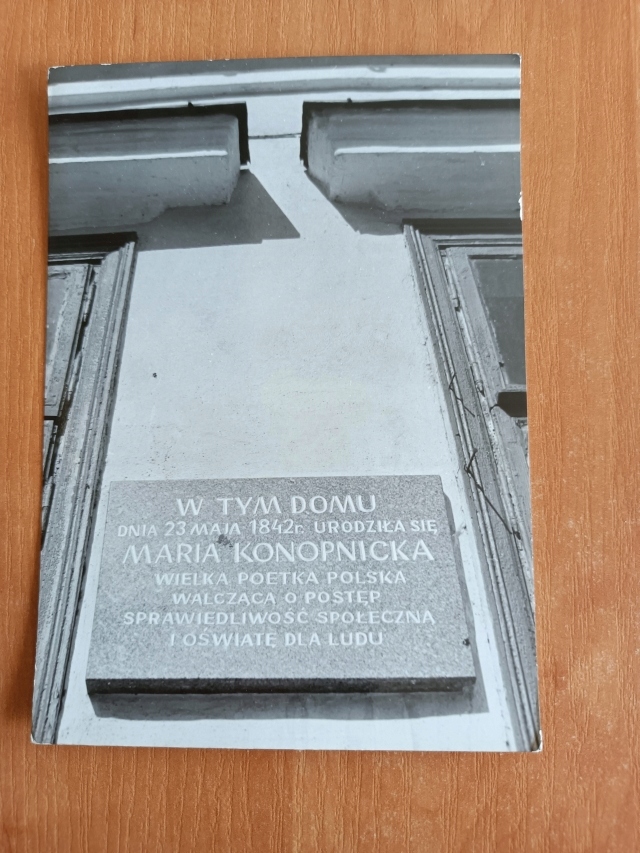 W TYM DOMU
DNIA 23 MAJA 1842 r. URODZIŁA SIĘ
MARIA KONOPNICKA
WIELKA POETKA POLSKA
WALCZĄCA O POSTĘP
SPRAWIEDLIWOŚĆ SPOŁECZNĄ
I OŚWIATĘ DLA LUDU